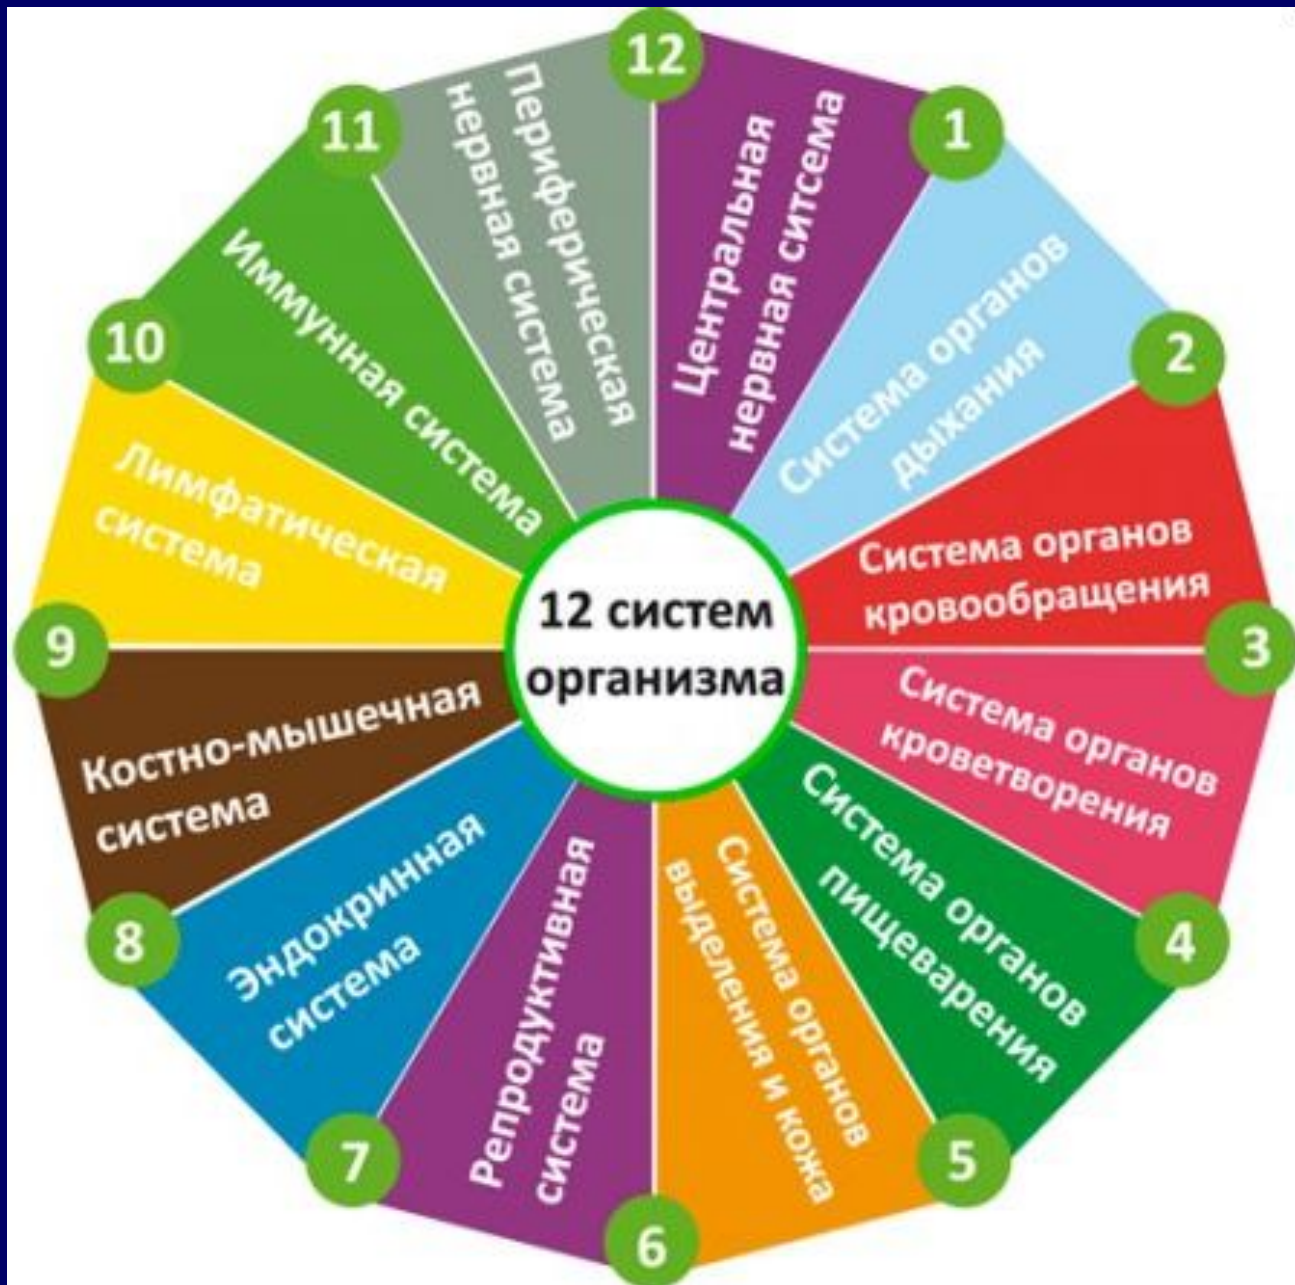 12 систем
организма
12
Центральная
нервная ситсема
1
Система органов
дыхания
2
Система органов
кровообращения
3
Система органов
кроветворения
4
Система органов
пищеварения
5
Система органов
выделения и кожа
6
Репродуктивная
система
7
Эндокринная
система
8
Костно-мышечная
система
9
Лимфатическая
система
10
Иммунная система
11
Периферическая
нервная система